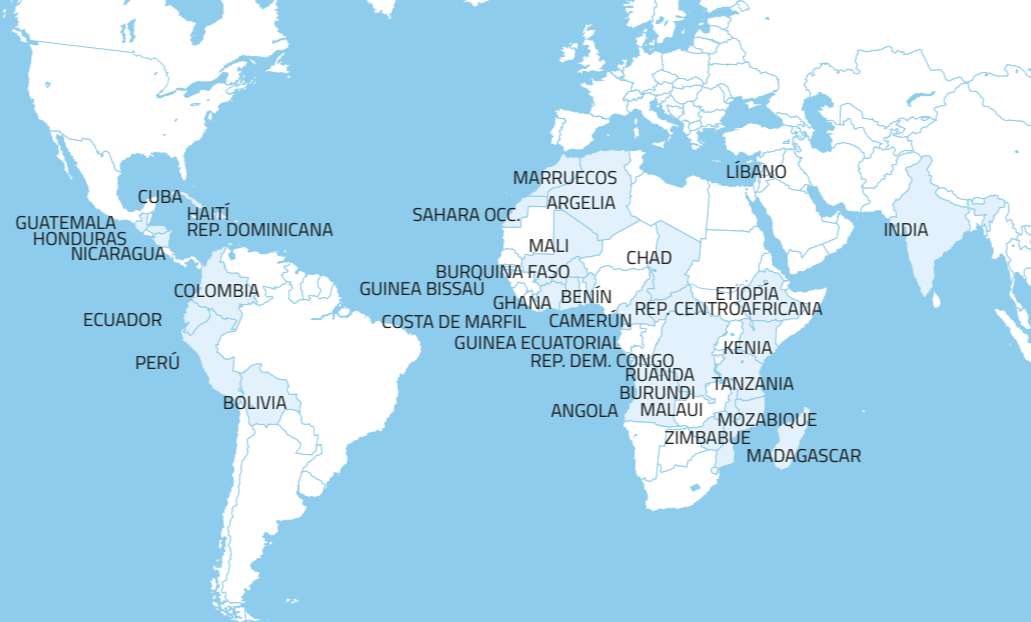 MARRUECOS
LÍBANO
CUBA
ARGELIA
HAITÍ
SAHARA OCC.
GUATEMALA
REP. DOMINICANA
INDIA
HONDURAS
MALI
NICARAGUA
CHAD
BURQUINA FASO
COLOMBIA
GUINEA BISSAÚ
ETIOPÍA
BENÍN
GHANA
REP. CENTROAFRICANA
ECUADOR
COSTA DE MARFIL
CAMERÚN
GUINEA ECUATORIAL
KENIA
PERÚ
REP. DEM. CONGO
RUANDA
TANZANIA
BURUNDI
BOLIVIA
ANGOLA
MALAUI
MOZABIQUE
ZIMBABUE
MADAGASCAR